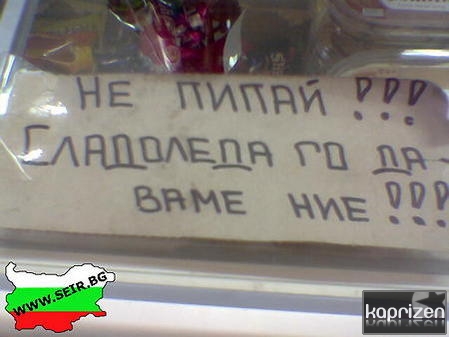 НЕ ПИПАЙ !!!
СЛАДОЛЕДА ГО ДА-
ВАМЕ НИЕ !!!
WWW.SEIR.BG
kaprizen